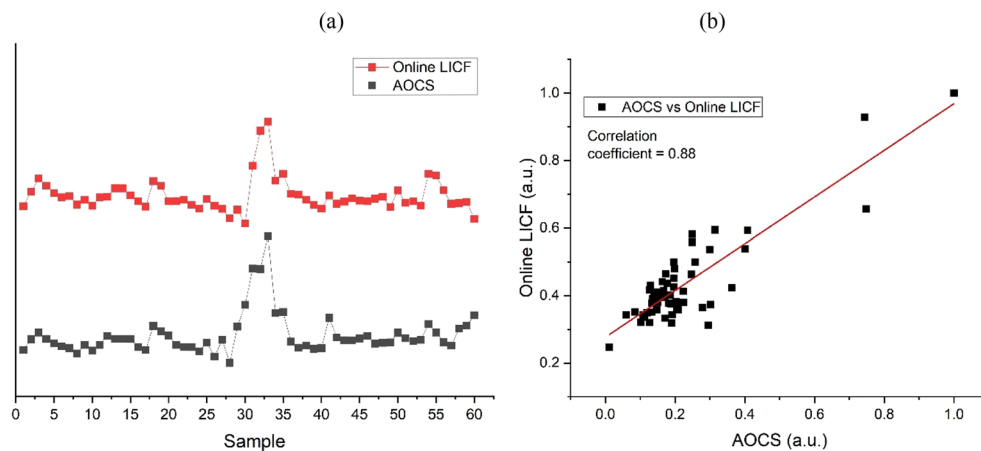 (a)
Online LICF
AOCS
0 5 10 15 20 25 30 35 40 45 50 55 60
Sample
(b)
AOCS vs Online LICF
Correlation
coefficient = 0.88
1.0
0.8
0.6
0.4
0.2
Online LICF (a.u.)
0.0 0.2 0.4 0.6 0.8 1.0
AOCS (a.u.)